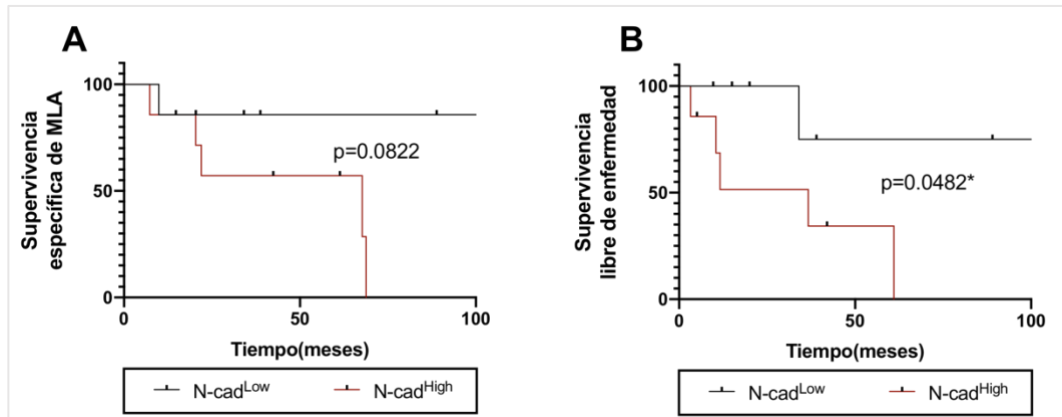 A
Supervivencia
específica de MLA
100
50
0
p=0.0822
0
50
100
Tiempo(meses)
N-cadLow
N-cadHigh
B
Supervivencia
libre de enfermedad
100
50
0
p=0.0482*
0
50
100
Tiempo(meses)
N-cadLow
N-cadHigh